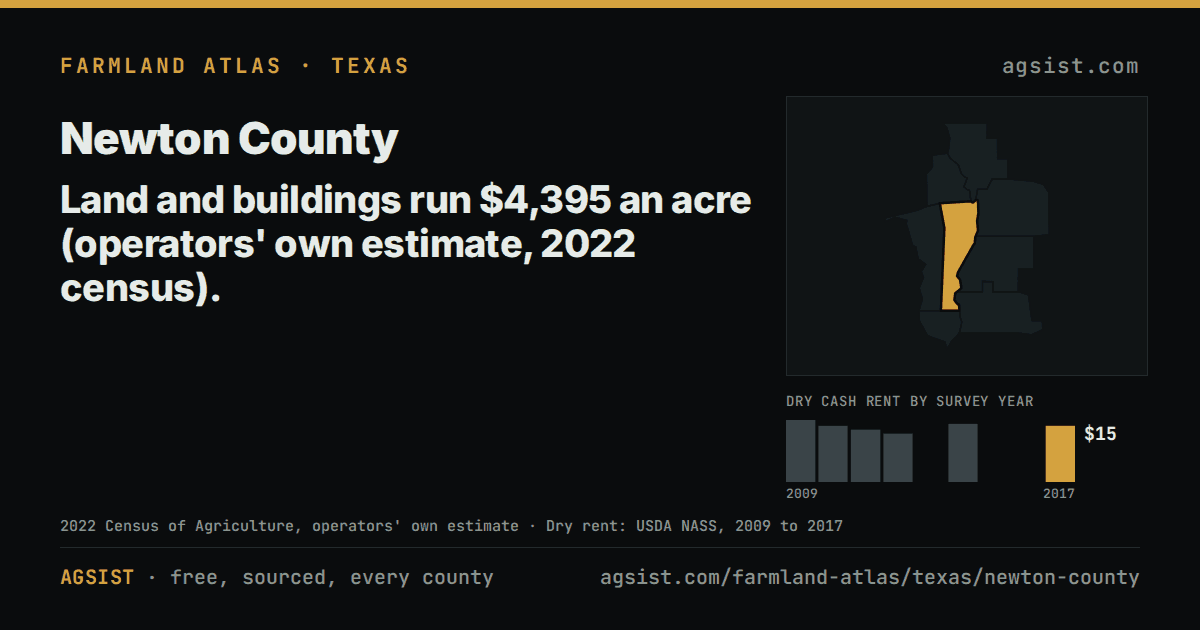 FARMLAND ATLAS · TEXAS
agsist.com
Newton County
Land and buildings run $4,395 an acre
(operators' own estimate, 2022
census).
DRY CASH RENT BY SURVEY YEAR
$15
2009
2017
2022 Census of Agriculture, operators' own estimate · Dry rent: USDA NASS, 2009 to 2017
AGSIST · free, sourced, every county
agsist.com/farmland-atlas/texas/newton-county